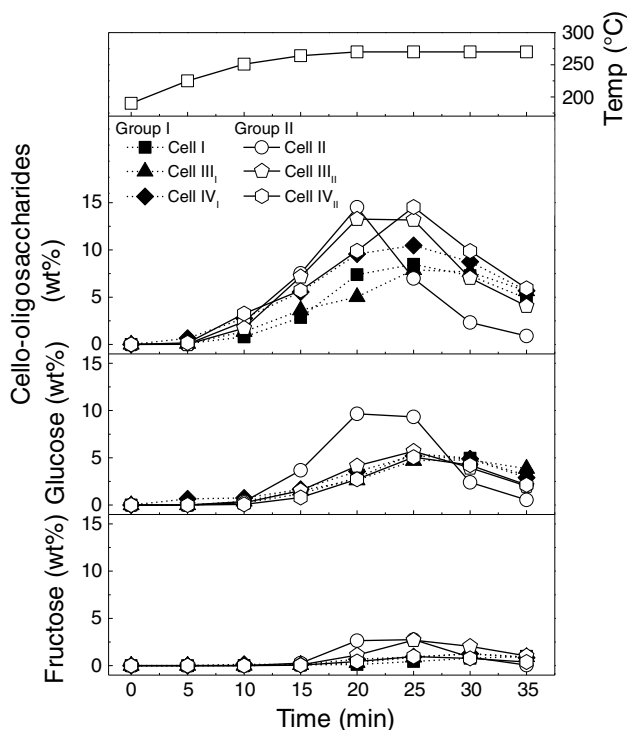 300
250
200
Temp (°C)
Group I Group II
Cell I Cell II
Cell III_I Cell III_II
Cell IV_I Cell IV_II
Cello-oligosaccharides
(wt%)
15
10
5
0
Glucose (wt%)
15
10
5
0
Fructose (wt%)
15
10
5
0
0 5 10 15 20 25 30 35
Time (min)